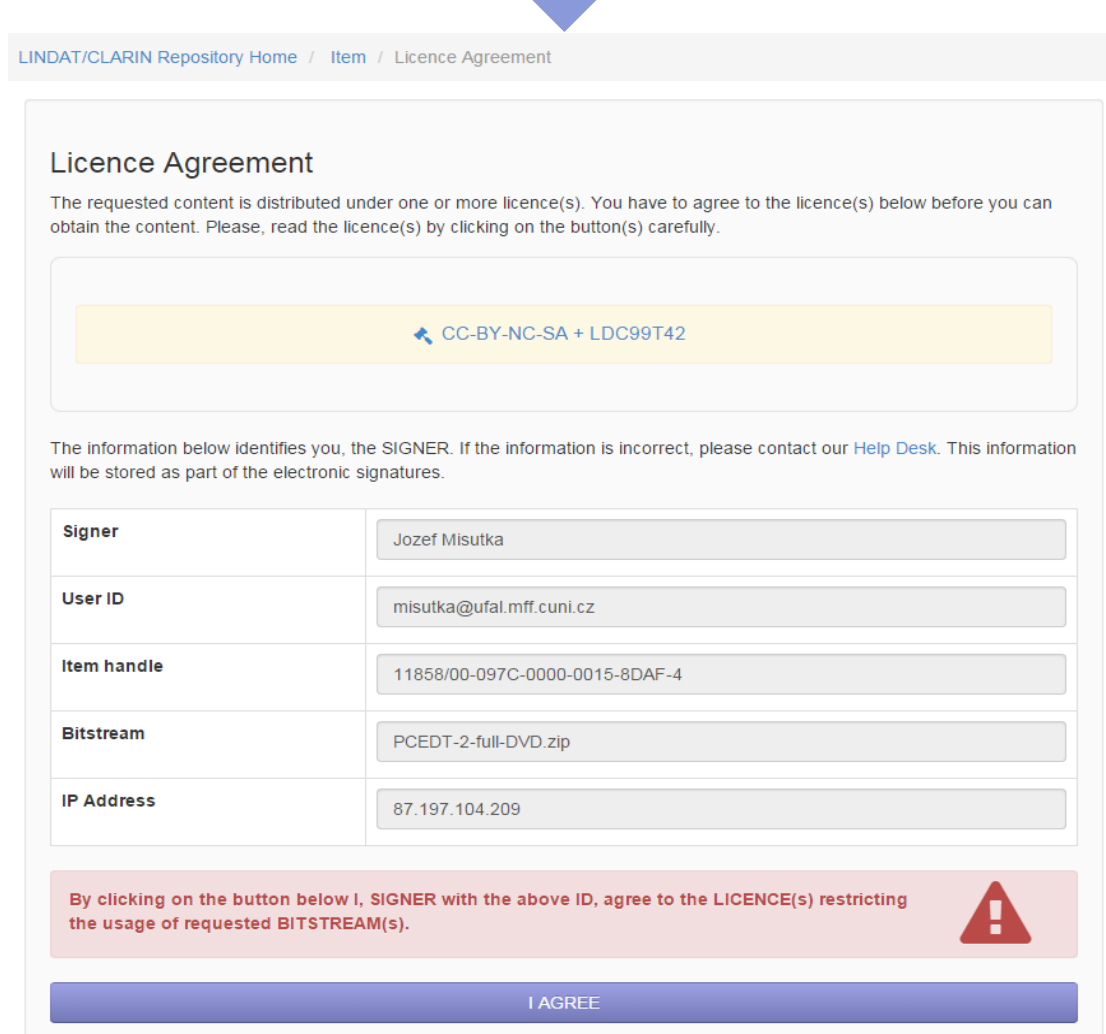 LINDAT/CLARIN Repository Home / Item / Licence Agreement
Licence Agreement
The requested content is distributed under one or more licence(s). You have to agree to the licence(s) below before you can
obtain the content. Please, read the licence(s) by clicking on the button(s) carefully.
CC-BY-NC-SA + LDC99T42
The information below identifies you, the SIGNER. If the information is incorrect, please contact our Help Desk. This information
will be stored as part of the electronic signatures.
Signer Jozef Misutka
User ID misutka@ufal.mff.cuni.cz
Item handle 11858/00-097C-0000-0015-8DAF-4
Bitstream PCEDT-2-full-DVD.zip
IP Address 87.197.104.209
By clicking on the button below I, SIGNER with the above ID, agree to the LICENCE(s) restricting
the usage of requested BITSTREAM(s).
I AGREE